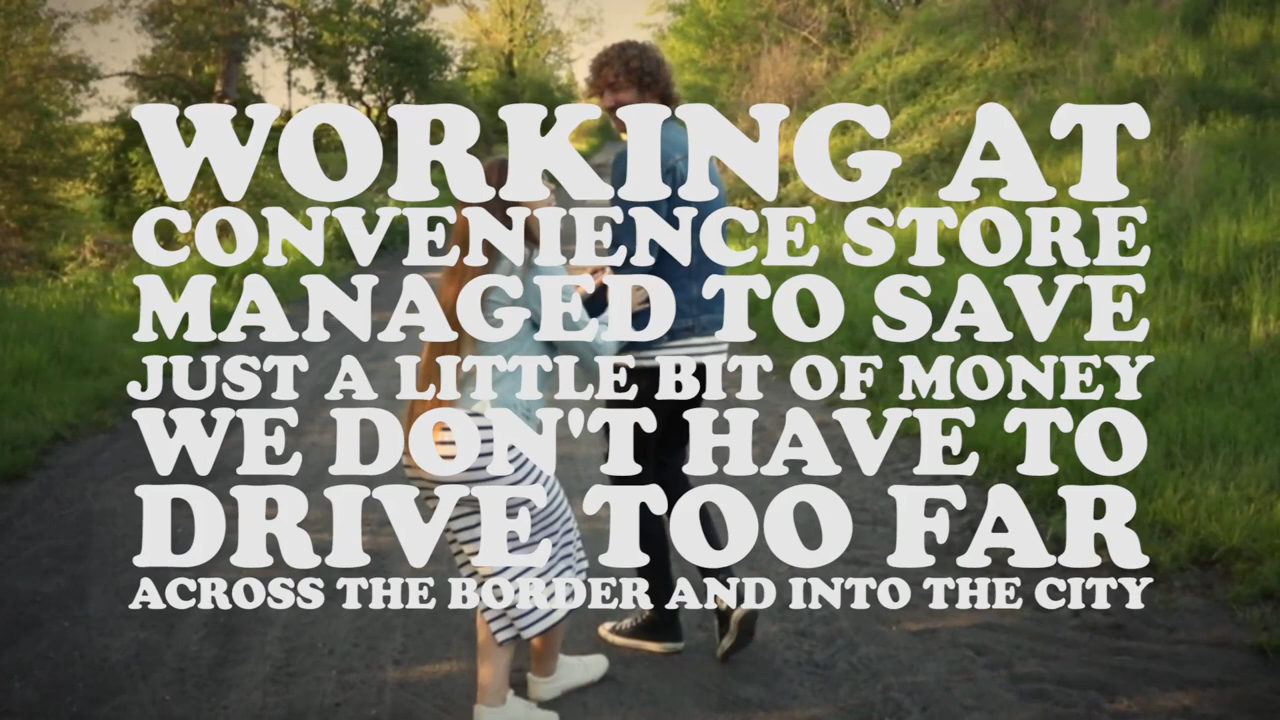 WORKING AT
CONVENIENCE STORE
MANAGED TO SAVE
JUST A LITTLE BIT OF MONEY
WE DON'T HAVE TO
DRIVE TOO FAR
ACROSS THE BORDER AND INTO THE CITY